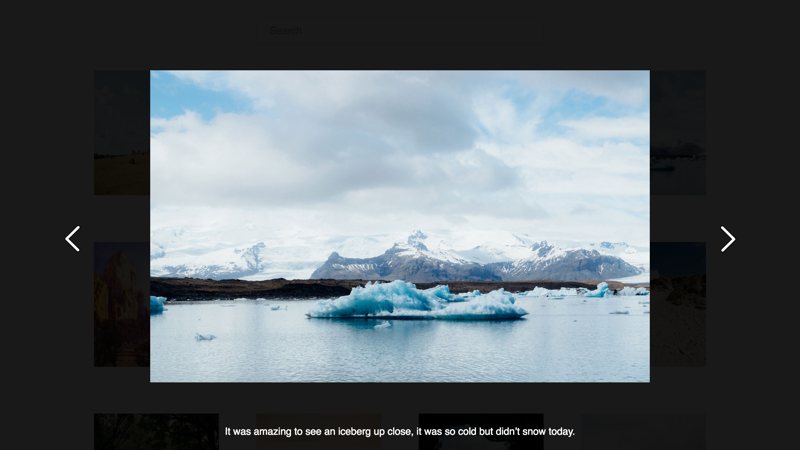 Search
It was amazing to see an iceberg up close, it was so cold but didn't snow today.